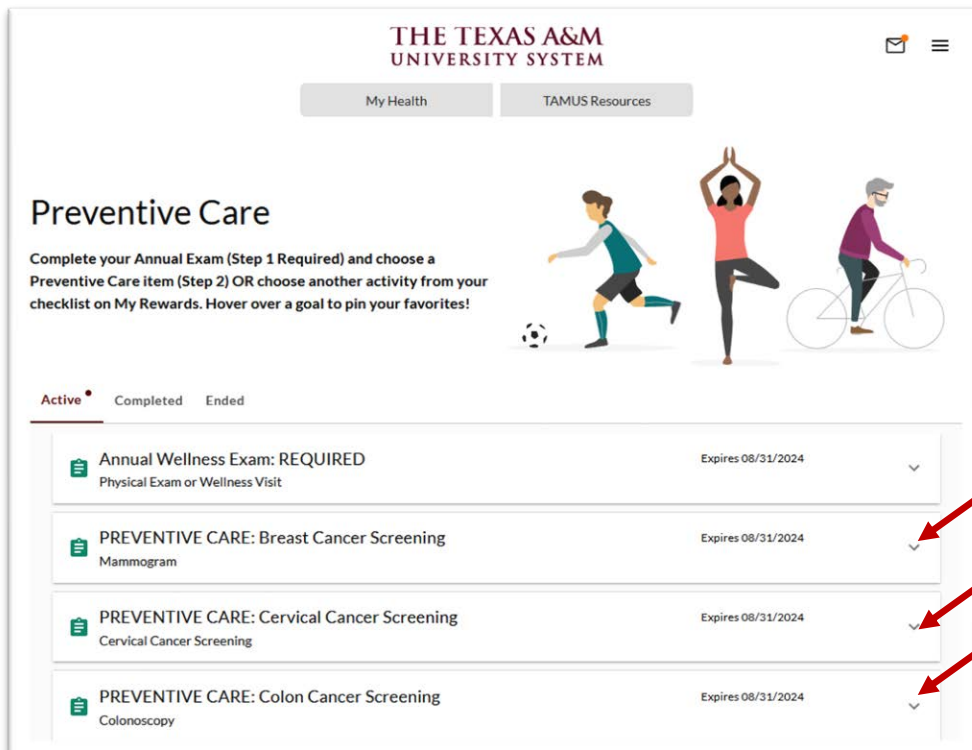 THE TEXAS A&M
UNIVERSITY SYSTEM
My Health
TAMUS Resources
Preventive Care
Complete your Annual Exam (Step 1 Required) and choose a
Preventive Care item (Step 2) OR choose another activity from your
checklist on My Rewards. Hover over a goal to pin your favorites!
Active
Completed
Ended
Annual Wellness Exam: REQUIRED
Expires 08/31/2024
Physical Exam or Wellness Visit
PREVENTIVE CARE: Breast Cancer Screening
Expires 08/31/2024
Mammogram
PREVENTIVE CARE: Cervical Cancer Screening
Expires 08/31/2024
Cervical Cancer Screening
PREVENTIVE CARE: Colon Cancer Screening
Expires 08/31/2024
Colonoscopy